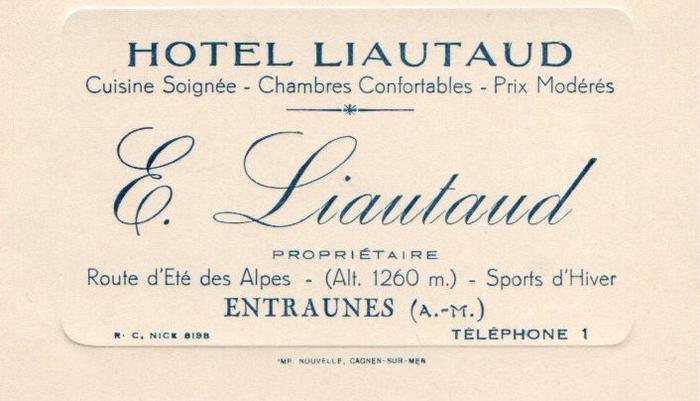 HOTEL LIAUTAUD
Cuisine Soignée - Chambres Confortables - Prix Modérés
E. Liautaud
PROPRIÉTAIRE
Route d'Eté des Alpes - (Alt. 1260 m.) - Sports d'Hiver
ENTRAUNES (A.-M.)
R. C. NICE 8198
TÉLÉPHONE 1
IMP. NOUVELLE, CAGNES-SUR-MER